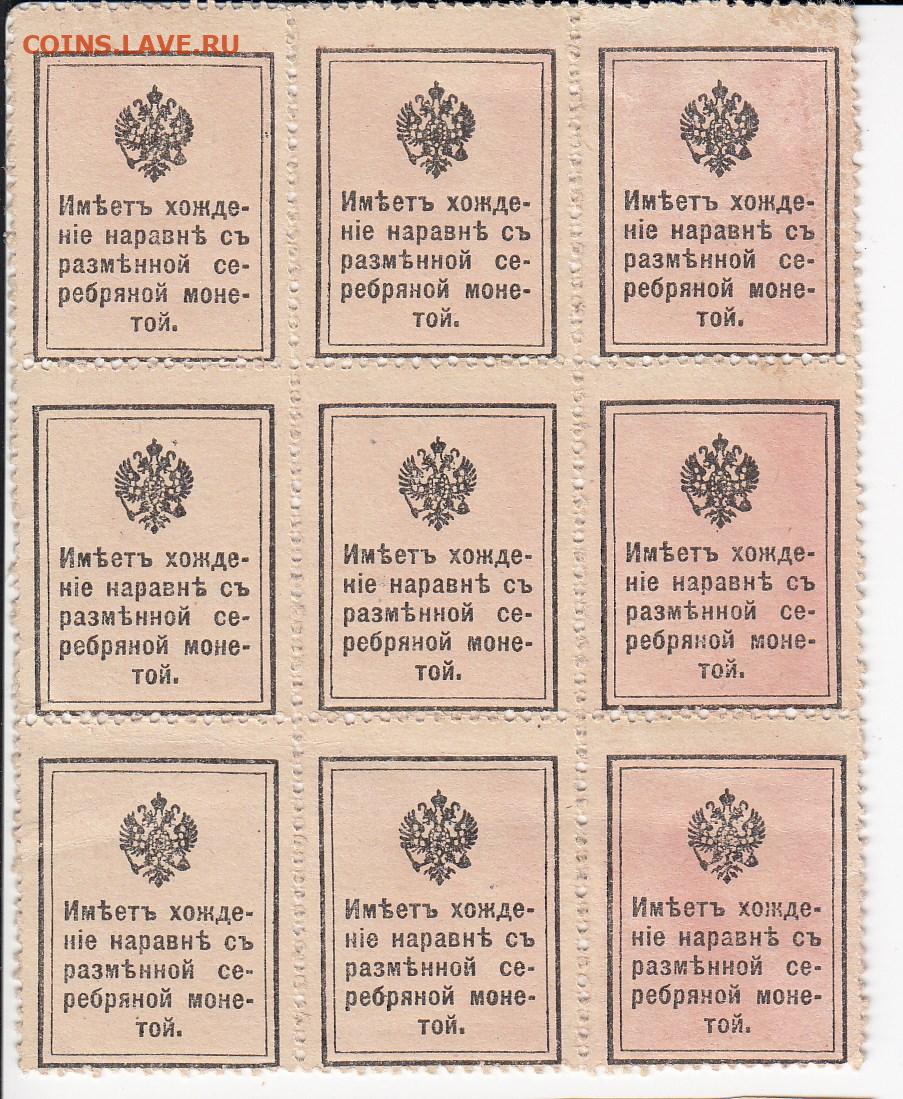 COINS.LAVE.RU
Имѣетъ хожде-
ніе наравнѣ съ
размѣнной се-
ребряной моне-
той.
Имѣетъ хожде-
ніе наравнѣ съ
размѣнной се-
ребряной моне-
той.
Имѣетъ хожде-
ніе наравнѣ съ
размѣнной се-
ребряной моне-
той.
Имѣетъ хожде-
ніе наравнѣ съ
размѣнной се-
ребряной моне-
той.
Имѣетъ хожде-
ніе наравнѣ съ
размѣнной се-
ребряной моне-
той.
Имѣетъ хожде-
ніе наравнѣ съ
размѣнной се-
ребряной моне-
той.
Имѣетъ хожде-
ніе наравнѣ съ
размѣнной се-
ребряной моне-
той.
Имѣетъ хожде-
ніе наравнѣ съ
размѣнной се-
ребряной моне-
той.
Имѣетъ хожде-
ніе наравнѣ съ
размѣнной се-
ребряной моне-
той.